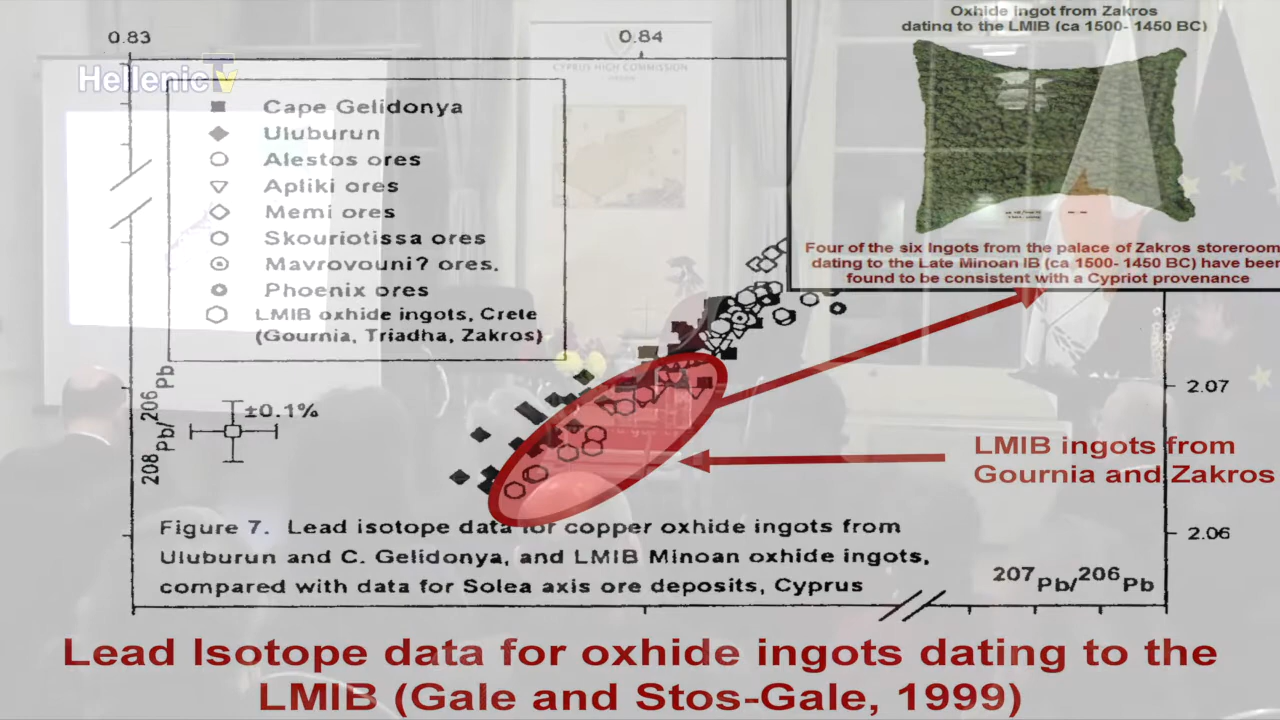 Oxhide Ingot from Zakros
dating to the LMIB (ca 1500- 1450 BC)
0.83
0.84
Hellenic TV
CYPRUS HIGH COMMISSION
Cape Gelidonya
Uluburun
Alestos ores
Apliki ores
Memi ores
Skouriotissa ores
Mavrovouni? ores.
Phoenix ores
LMIB oxhide ingots, Crete
(Gournia, Triadha, Zakros)
Four of the six Ingots from the palace of Zakros storeroom
dating to the Late Minoan IB (ca 1500- 1450 BC) have been
found to be consistent with a Cypriot provenance
208Pb/206Pb
±0.1%
2.07
LMIB ingots from
Gournia and Zakros
2.06
Figure 7. Lead isotope data for copper oxhide ingots from
Uluburun and C. Gelidonya, and LMIB Minoan oxhide ingots,
compared with data for Solea axis ore deposits, Cyprus
207Pb/206Pb
Lead Isotope data for oxhide ingots dating to the
LMIB (Gale and Stos-Gale, 1999)